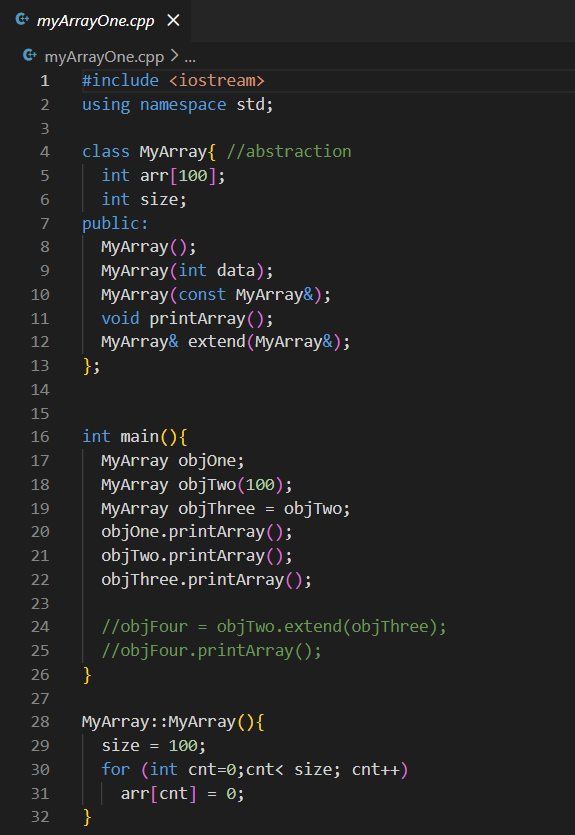 myArrayOne.cpp ×
myArrayOne.cpp > ...
1 #include <iostream>
2 using namespace std;
3
4 class MyArray{ //abstraction
5   int arr[100];
6   int size;
7 public:
8   MyArray();
9   MyArray(int data);
10   MyArray(const MyArray&);
11   void printArray();
12   MyArray& extend(MyArray&);
13 };
14
15
16 int main(){
17   MyArray objOne;
18   MyArray objTwo(100);
19   MyArray objThree = objTwo;
20   objOne.printArray();
21   objTwo.printArray();
22   objThree.printArray();
23
24   //objFour = objTwo.extend(objThree);
25   //objFour.printArray();
26 }
27
28 MyArray::MyArray(){
29   size = 100;
30   for (int cnt=0;cnt< size; cnt++)
31     arr[cnt] = 0;
32 }